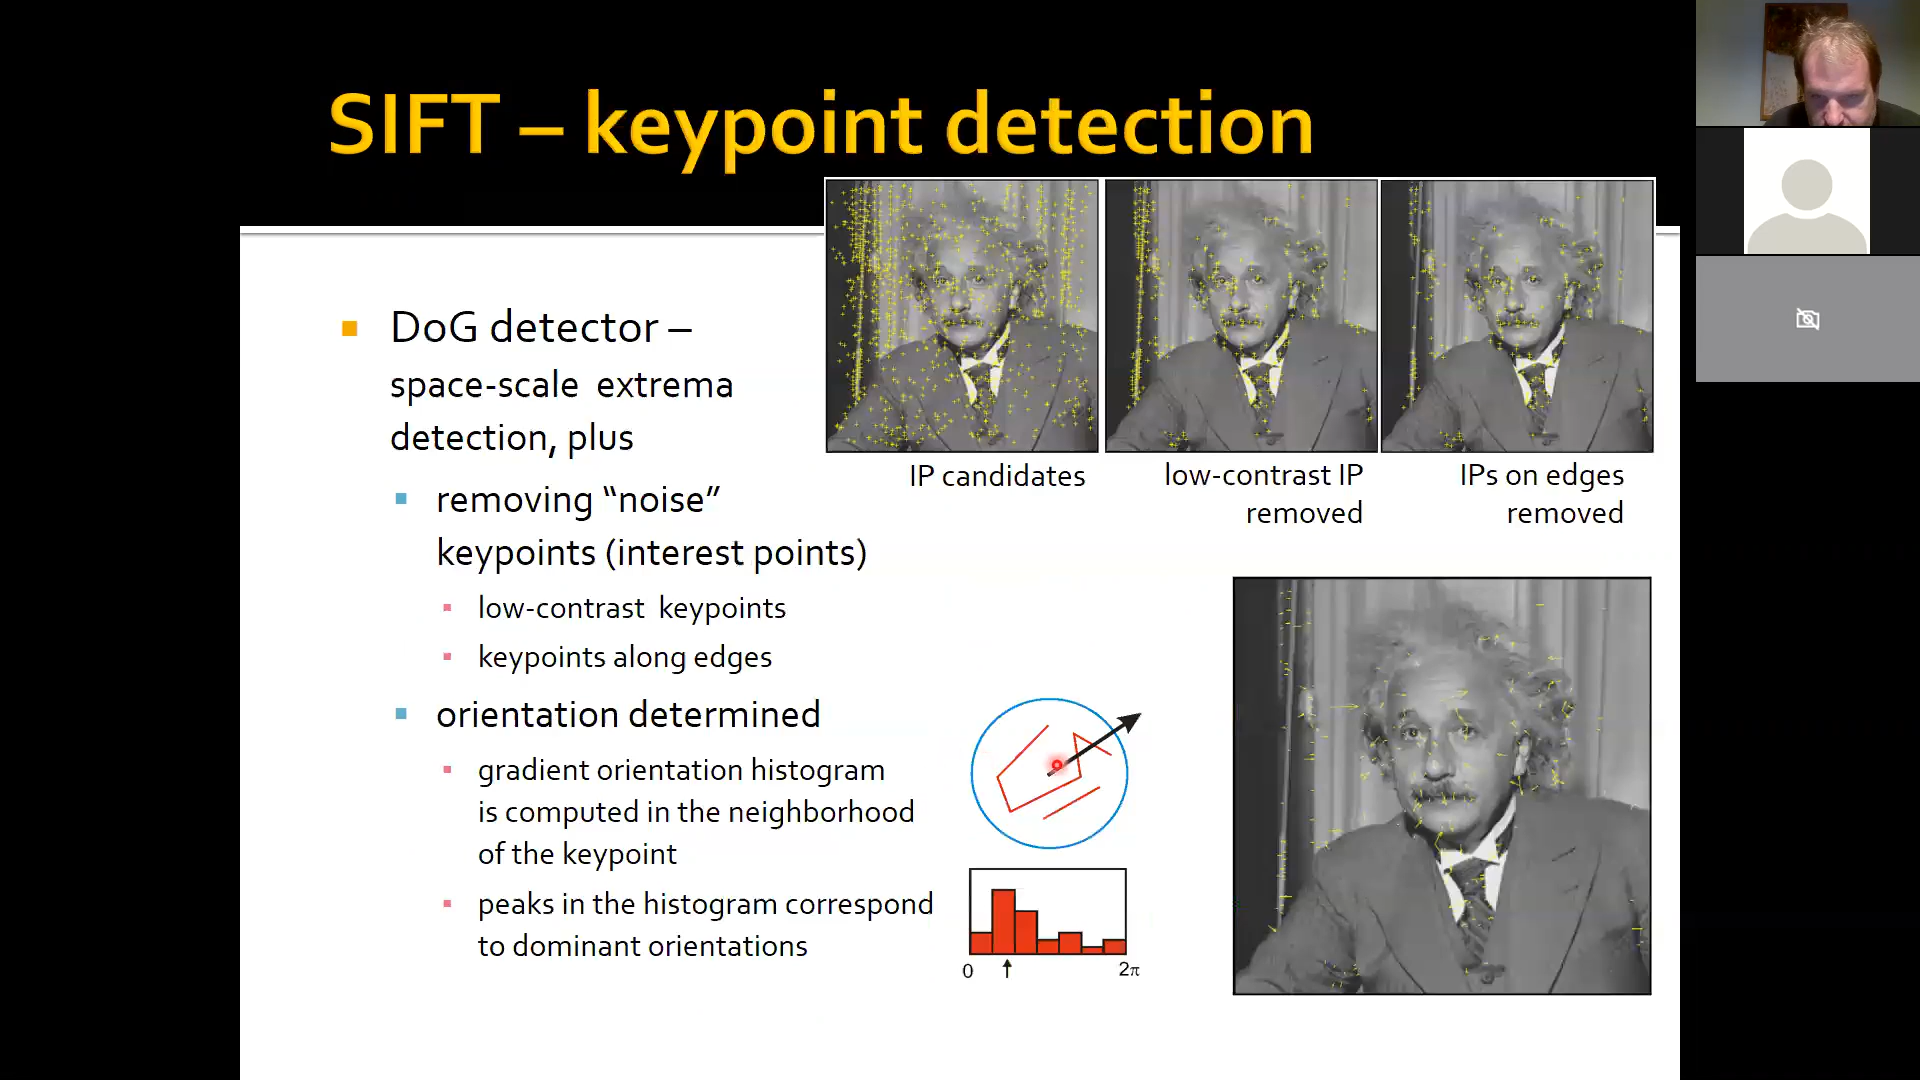 SIFT – keypoint detection
DoG detector –
space-scale extrema
detection, plus
removing “noise”
keypoints (interest points)
low-contrast keypoints
keypoints along edges
orientation determined
gradient orientation histogram
is computed in the neighborhood
of the keypoint
peaks in the histogram correspond
to dominant orientations
IP candidates
low-contrast IP
removed
IPs on edges
removed
0
2π